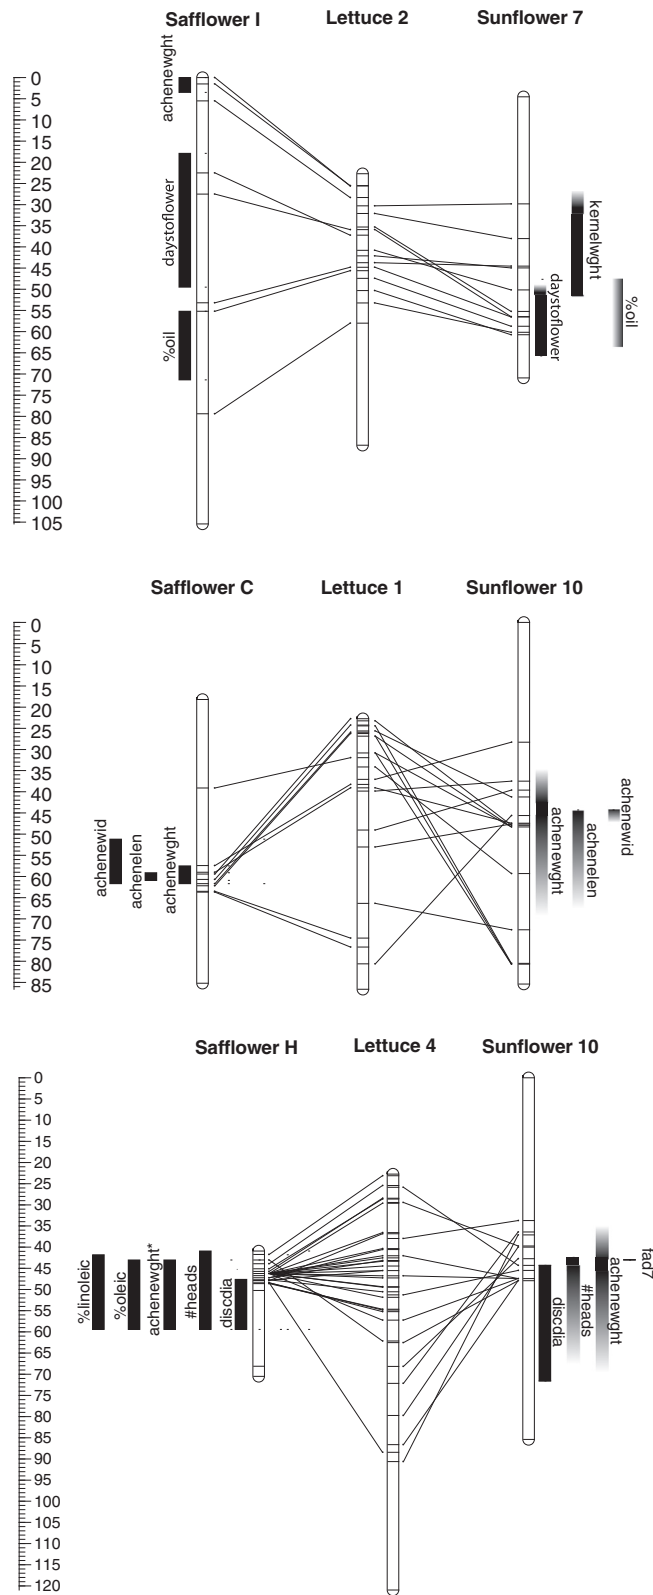 Safflower I Lettuce 2 Sunflower 7
0
5
10
15
20
25
30
35
40
45
50
55
60
65
70
75
80
85
90
95
100
105
achenewght
daystoflower
%oil
kernelwght
daystoflower
%oil
Safflower C Lettuce 1 Sunflower 10
0
5
10
15
20
25
30
35
40
45
50
55
60
65
70
75
80
85
achenewid
achenelen
achenewght
achenewght
achenelen
achenewid
Safflower H Lettuce 4 Sunflower 10
0
5
10
15
20
25
30
35
40
45
50
55
60
65
70
75
80
85
90
95
100
105
110
115
120
%linoleic
%oleic
achenewght*
#heads
discdia
discdia
#heads
achenewght
fad7